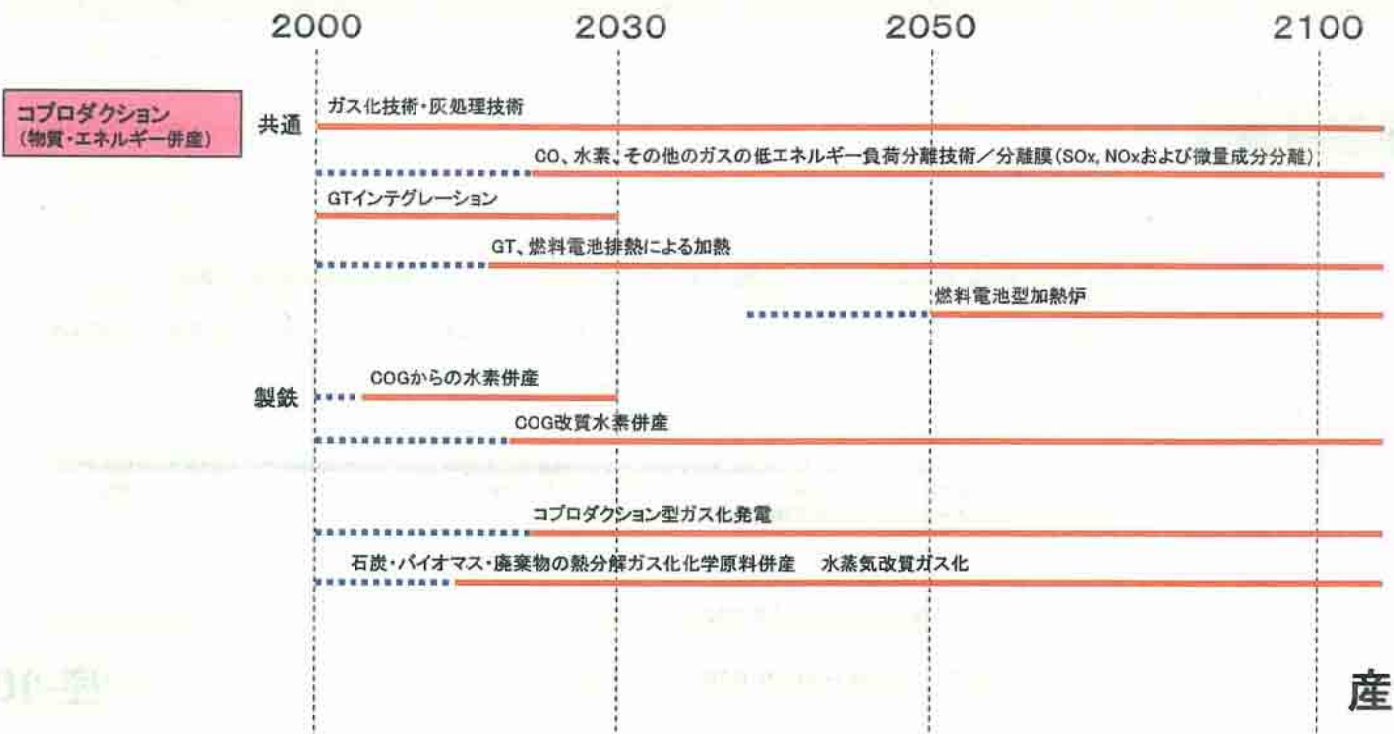 2000 2030 2050 2100
コプロダクション
(物質・エネルギー併産)
共通
ガス化技術・灰処理技術
CO、水素、その他のガスの低エネルギー負荷分離技術／分離膜(SOx, NOxおよび微量成分分離)
GTインテグレーション
GT、燃料電池排熱による加熱
燃料電池型加熱炉
製鉄
COGからの水素併産
COG改質水素併産
コプロダクション型ガス化発電
石炭・バイオマス・廃棄物の熱分解ガス化化学原料併産 水蒸気改質ガス化
産